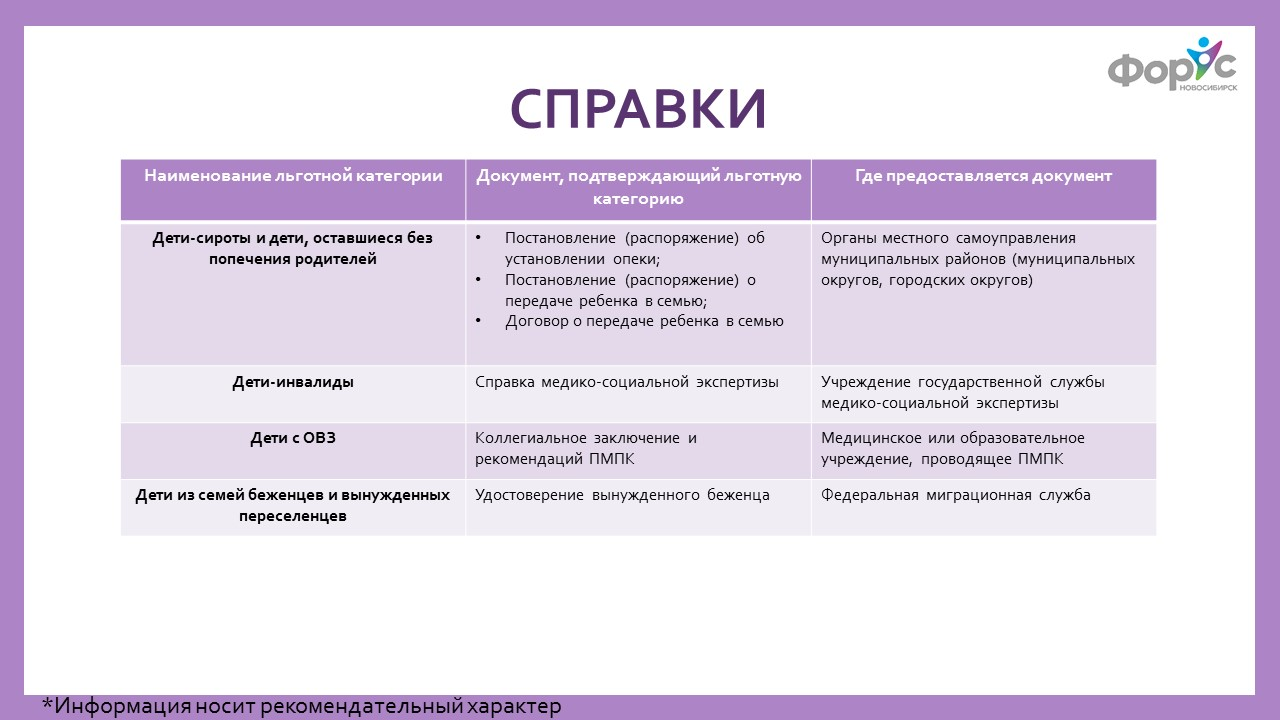 Форус
НОВОСИБИРСК
СПРАВКИ
Наименование льготной категории
Документ, подтверждающий льготную
категорию
Где предоставляется документ
Дети-сироты и дети, оставшиеся без
попечения родителей
• Постановление (распоряжение) об
установлении опеки;
• Постановление (распоряжение) о
передаче ребенка в семью;
• Договор о передаче ребенка в семью
Органы местного самоуправления
муниципальных районов (муниципальных
округов, городских округов)
Дети-инвалиды
Справка медико-социальной экспертизы
Учреждение государственной службы
медико-социальной экспертизы
Дети с ОВЗ
Коллегиальное заключение и
рекомендаций ПМПК
Медицинское или образовательное
учреждение, проводящее ПМПК
Дети из семей беженцев и вынужденных
переселенцев
Удостоверение вынужденного беженца
Федеральная миграционная служба
*Информация носит рекомендательный характер